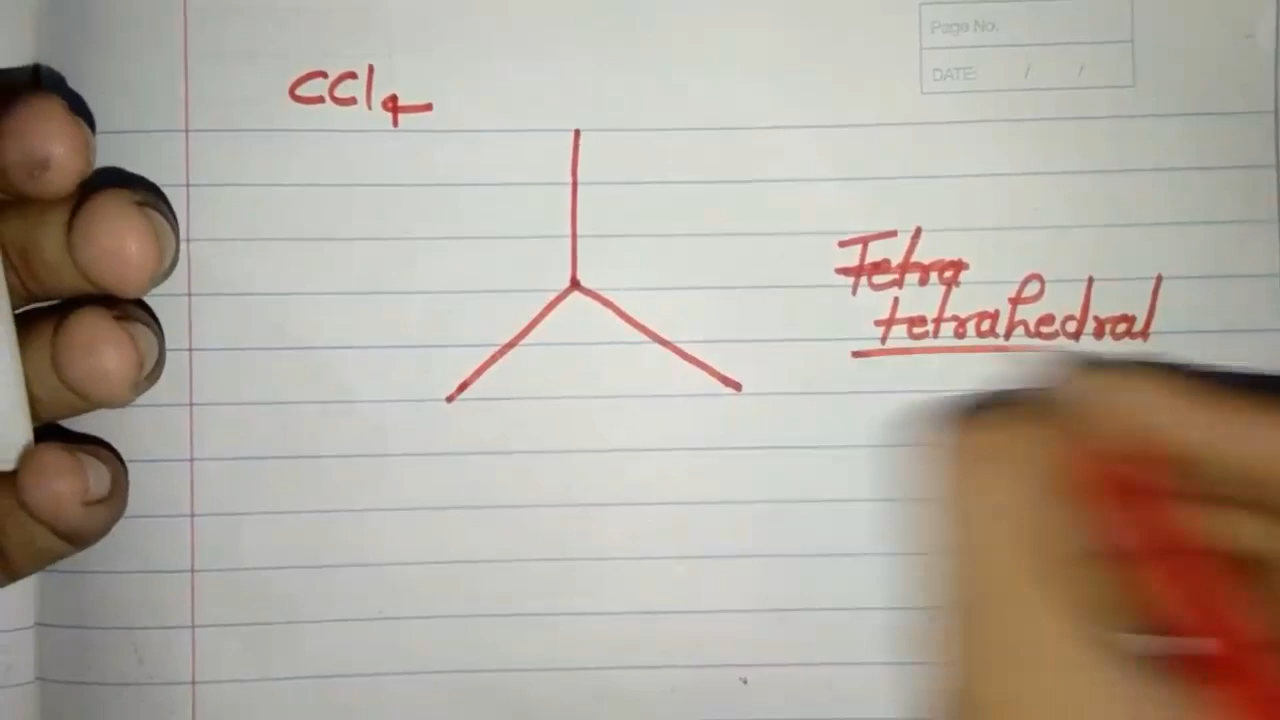 Page No.
DATE: / /
CCl4
Tetra
tetrahedral